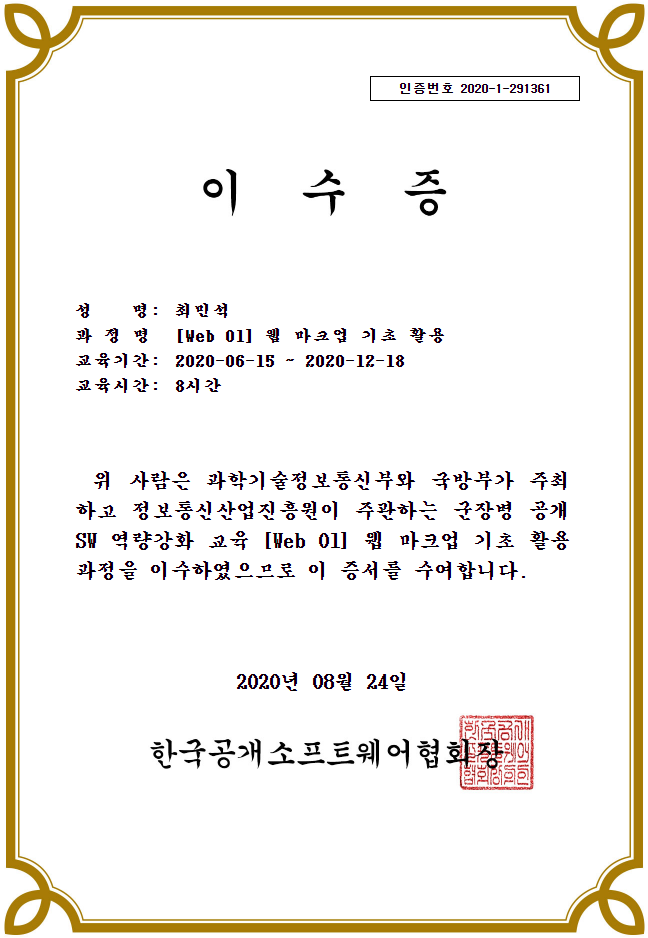 인증번호 2020-1-291361
이 수 증
성 명: 최민석
과 정 명 [Web 01] 웹 마크업 기초 활용
교육기간: 2020-06-15 ~ 2020-12-18
교육시간: 8시간
위 사람은 과학기술정보통신부와 국방부가 주최
하고 정보통신산업진흥원이 주관하는 군장병 공개
SW 역량강화 교육 [Web 01] 웹 마크업 기초 활용
과정을 이수하였으므로 이 증서를 수여합니다.
2020년 08월 24일
한국공개소프트웨어협회장